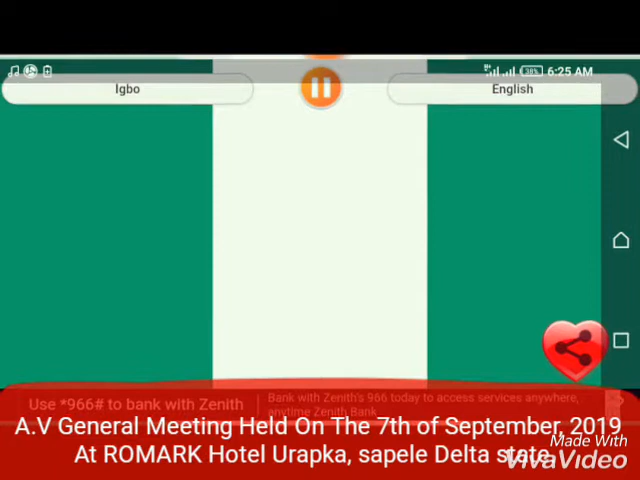 38%
6:25 AM
Igbo
English
Use *966# to bank with Zenith
Bank with Zenith's 966 today to access services anywhere,
anytime Zenith Bank
A.V General Meeting Held On The 7th of September, 2019
At ROMARK Hotel Urapka, sapele Delta state
Made With
VivaVideo